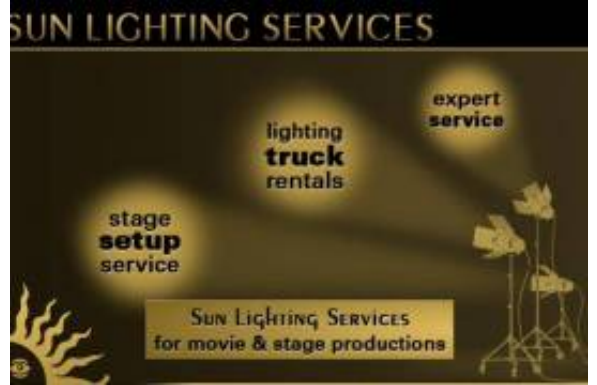 SUN LIGHTING SERVICES
expert
service
lighting
truck
rentals
stage
setup
service
SUN LIGHTING SERVICES
for movie & stage productions